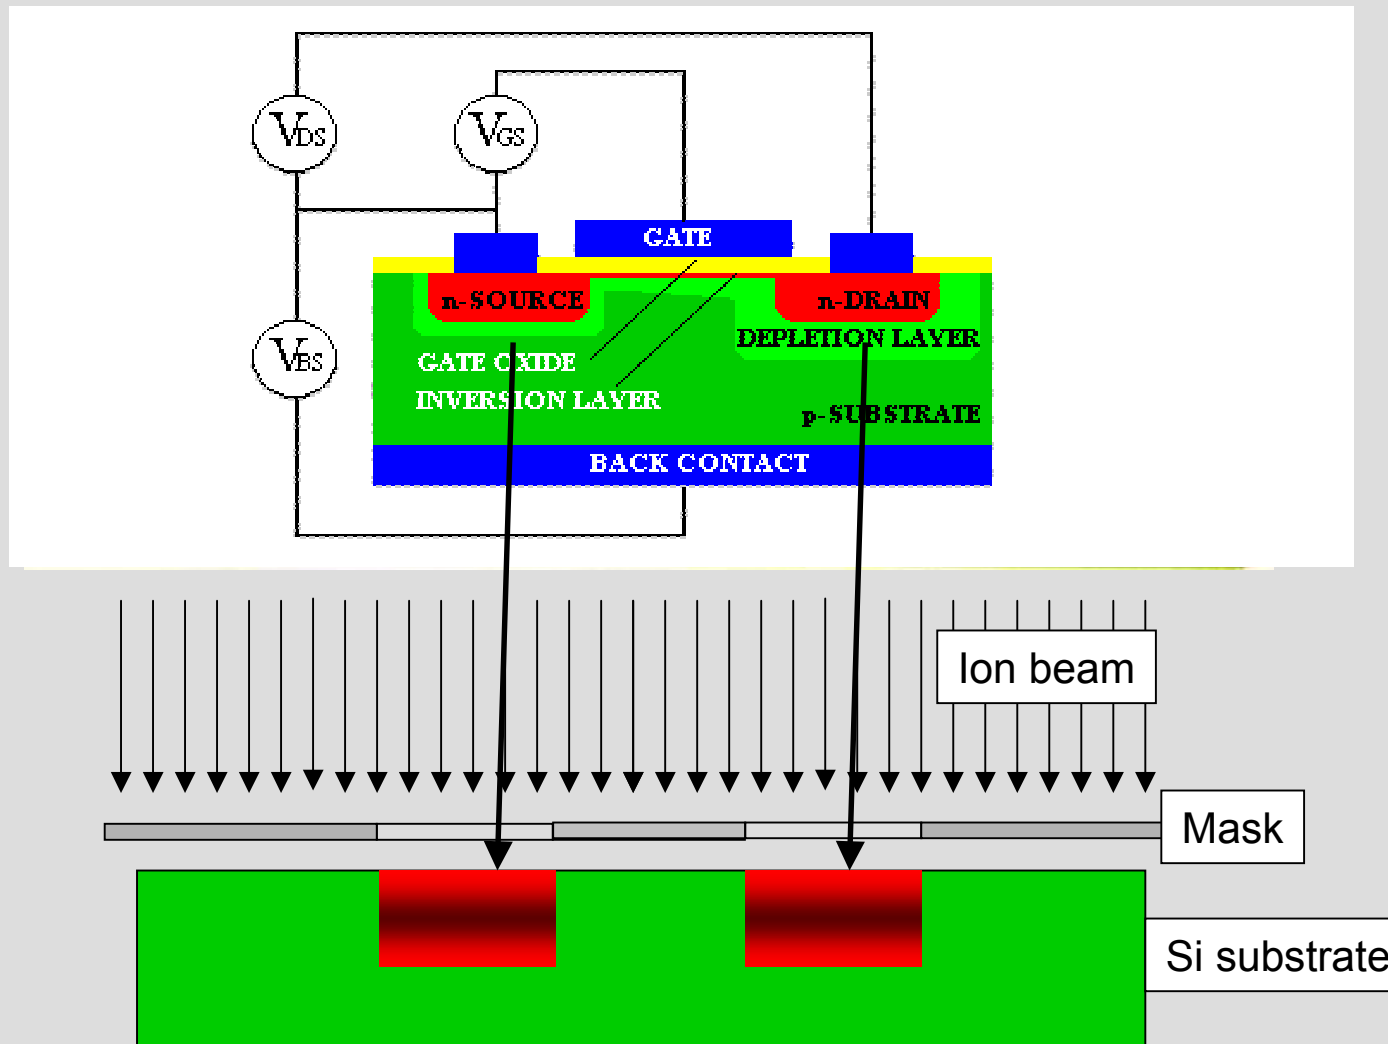 VDS
VGS
GATE
n-SOURCE
n-DRAIN
DEPLETION LAYER
GATE OXIDE
INVERSION LAYER
p-SUBSTRATE
VBS
BACK CONTACT
Ion beam
Mask
Si substrate